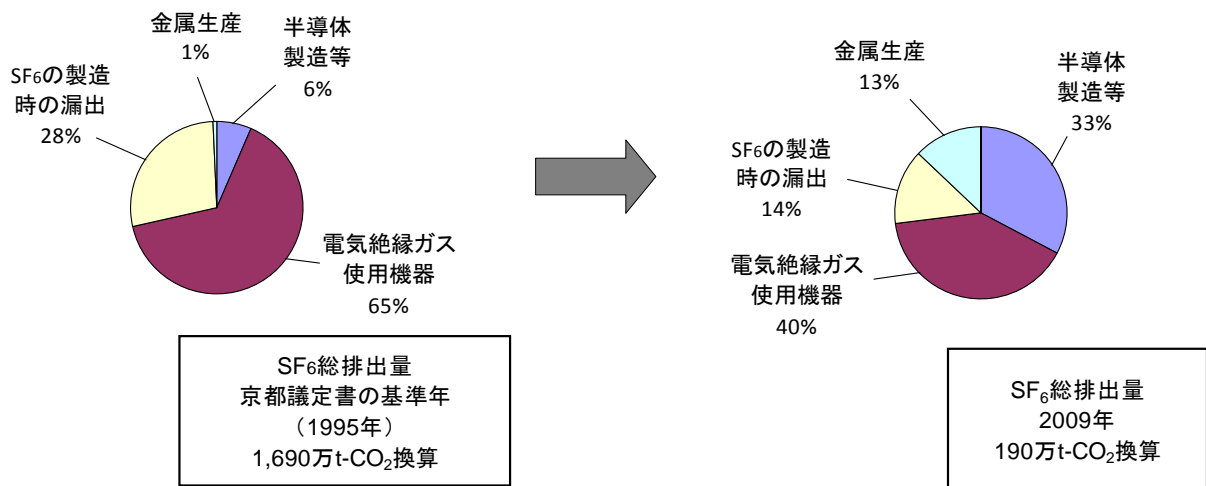 金属生産
1%
半導体
製造等
6%
SF₆の製造
時の漏出
28%
電気絶縁ガス
使用機器
65%
SF₆総排出量
京都議定書の基準年
（1995年）
1,690万t-CO₂換算
金属生産
13%
半導体
製造等
33%
SF₆の製造
時の漏出
14%
電気絶縁ガス
使用機器
40%
SF₆総排出量
2009年
190万t-CO₂換算